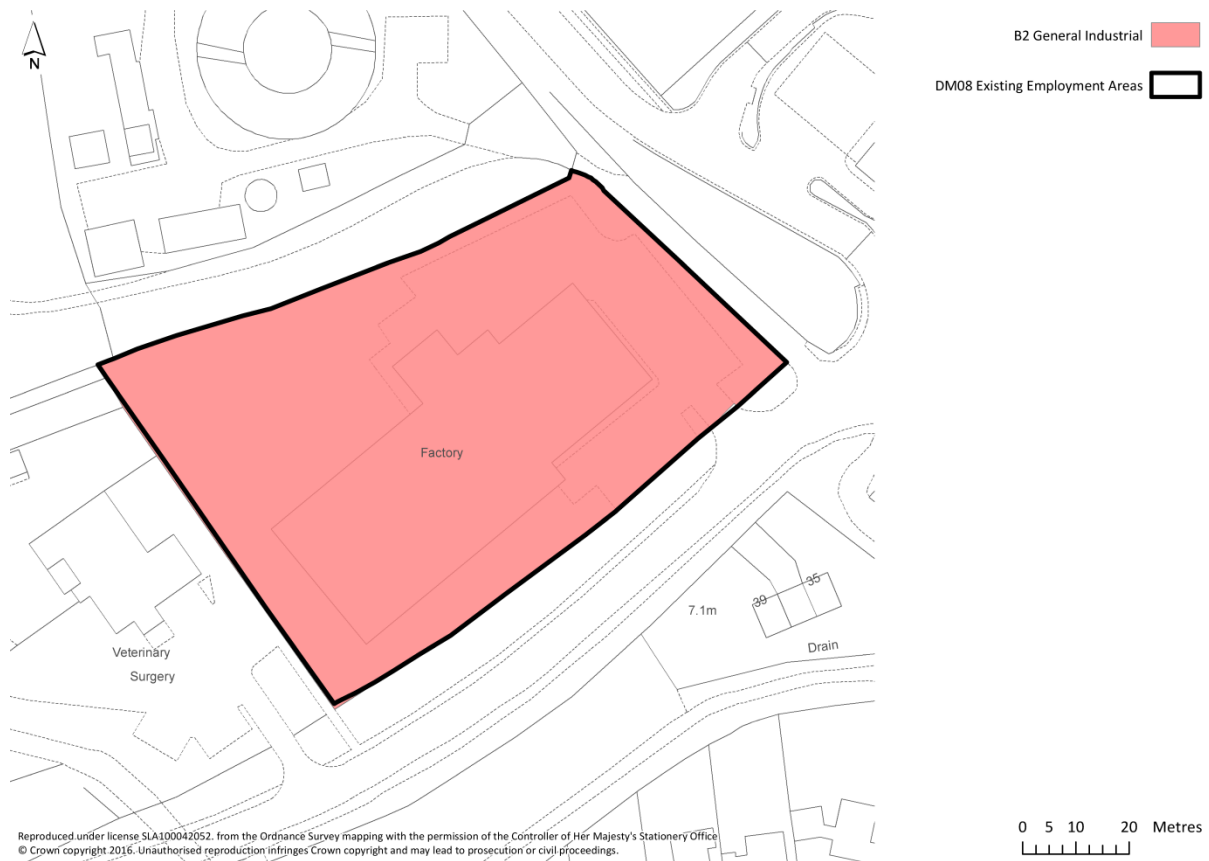 N
B2 General Industrial
DM08 Existing Employment Areas
Factory
Veterinary
Surgery
7.1m
39
35
Drain
0 5 10 20 Metres
Reproduced under license SLA100042052. from the Ordnance Survey mapping with the permission of the Controller of Her Majesty's Stationery Office
© Crown copyright 2016. Unauthorised reproduction infringes Crown copyright and may lead to prosecution or civil proceedings.